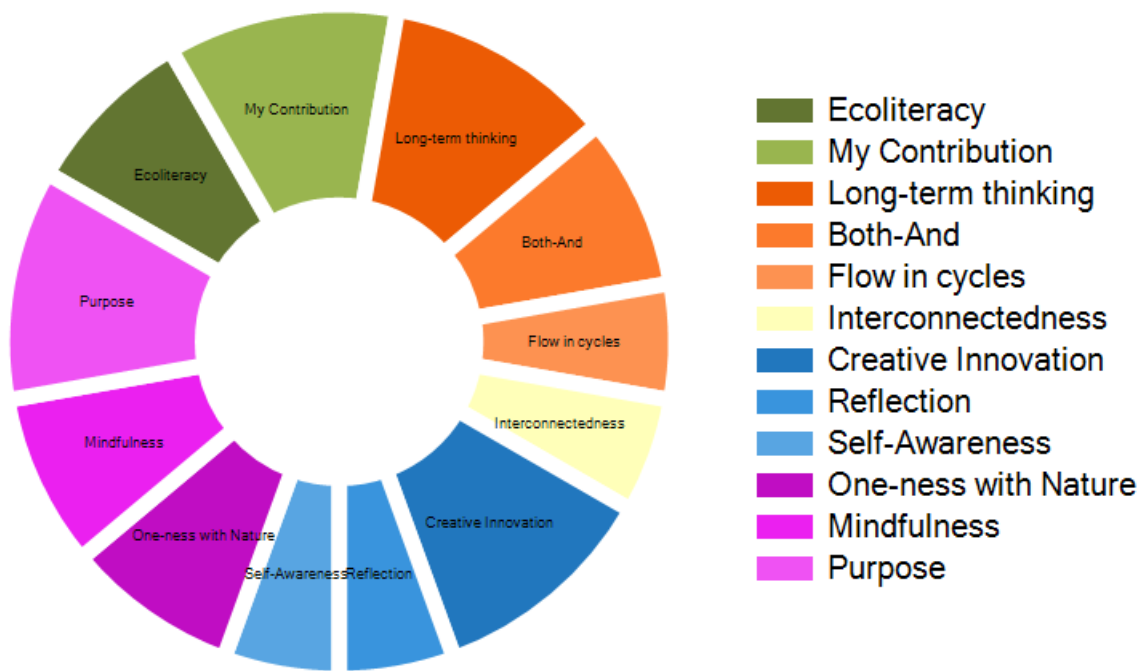 My Contribution
Long-term thinking
Ecoliteracy
Both-And
Purpose
Flow in cycles
Interconnectedness
Mindfulness
Creative Innovation
One-ness with Nature
Self-Awareness
Reflection
Ecoliteracy
My Contribution
Long-term thinking
Both-And
Flow in cycles
Interconnectedness
Creative Innovation
Reflection
Self-Awareness
One-ness with Nature
Mindfulness
Purpose